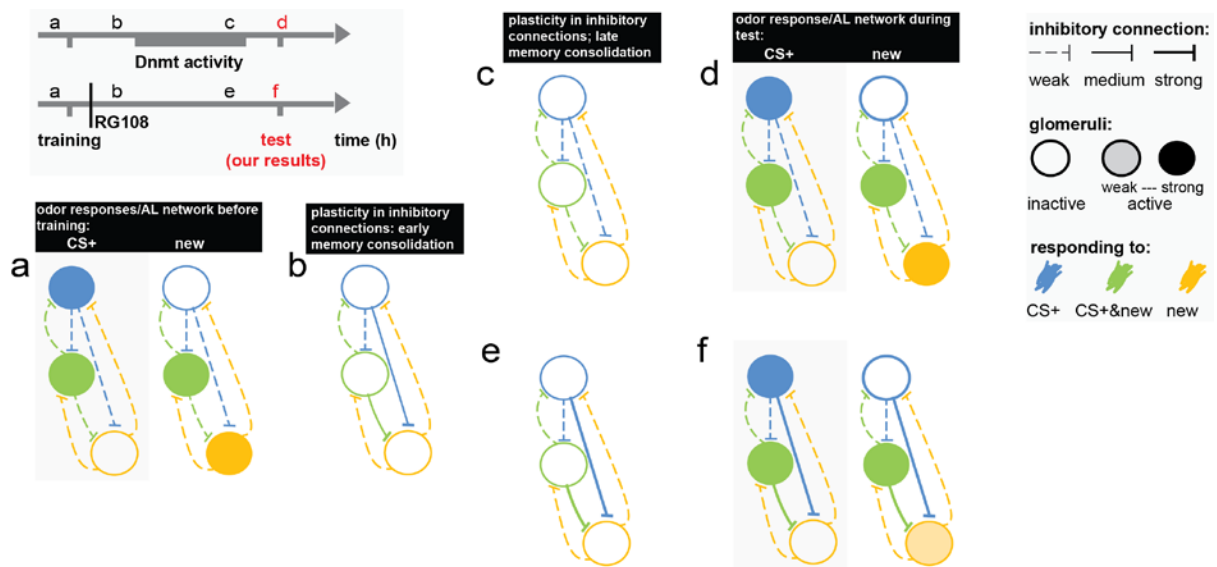 a b c d
Dnmt activity
a b e f
RG108
training test time (h)
(our results)
odor responses/AL network before
training:
CS+ new
a
plasticity in inhibitory
connections: early
memory consolidation
b
plasticity in inhibitory
connections; late
memory consolidation
c
odor response/AL network during
test:
CS+ new
d
e
f
inhibitory connection:
weak medium strong
glomeruli:
weak --- strong
inactive active
responding to:
CS+ CS+&new new